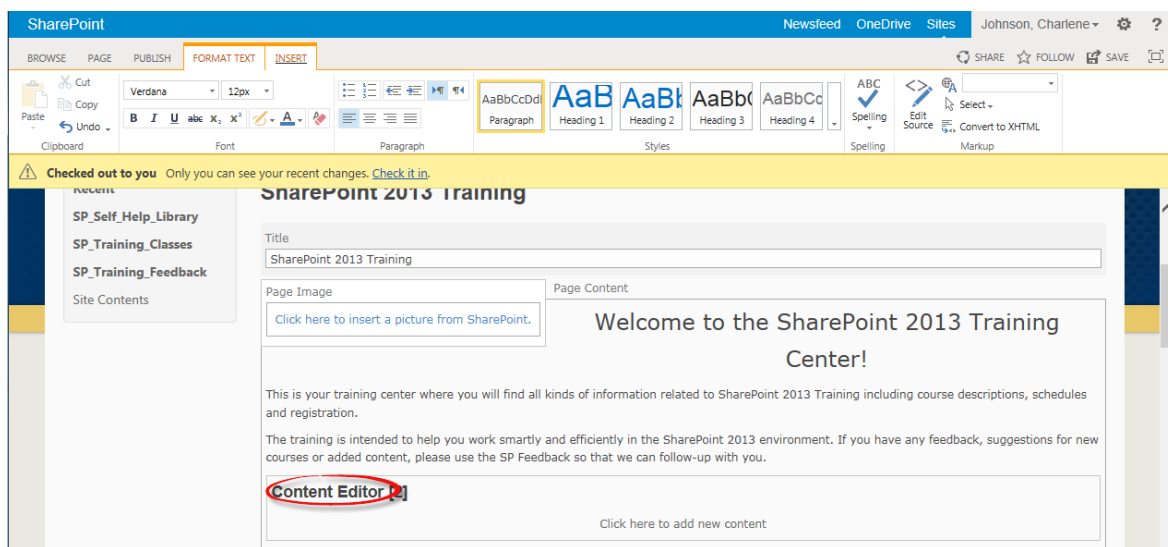 SharePoint Newsfeed OneDrive Sites Johnson, Charlene ?
BROWSE PAGE PUBLISH FORMAT TEXT INSERT SHARE FOLLOW SAVE
Paste
Cut
Copy
Undo
Clipboard
Verdana 12px
B I U abc X₂ X² A
Font
Paragraph
AaBbCcDdI Paragraph
AaB Heading 1
AaBb Heading 2
AaBb( Heading 3
AaBbCc Heading 4
Styles
ABC
Spelling
Spelling
Edit Source
Select
Convert to XHTML
Markup
Checked out to you Only you can see your recent changes. Check it in.
Recent
SP_Self_Help_Library
SP_Training_Classes
SP_Training_Feedback
Site Contents
SharePoint 2013 Training
Title
SharePoint 2013 Training
Page Image
Click here to insert a picture from SharePoint.
Page Content
Welcome to the SharePoint 2013 Training
Center!
This is your training center where you will find all kinds of information related to SharePoint 2013 Training including course descriptions, schedules
and registration.
The training is intended to help you work smartly and efficiently in the SharePoint 2013 environment. If you have any feedback, suggestions for new
courses or added content, please use the SP Feedback so that we can follow-up with you.
Content Editor [2]
Click here to add new content